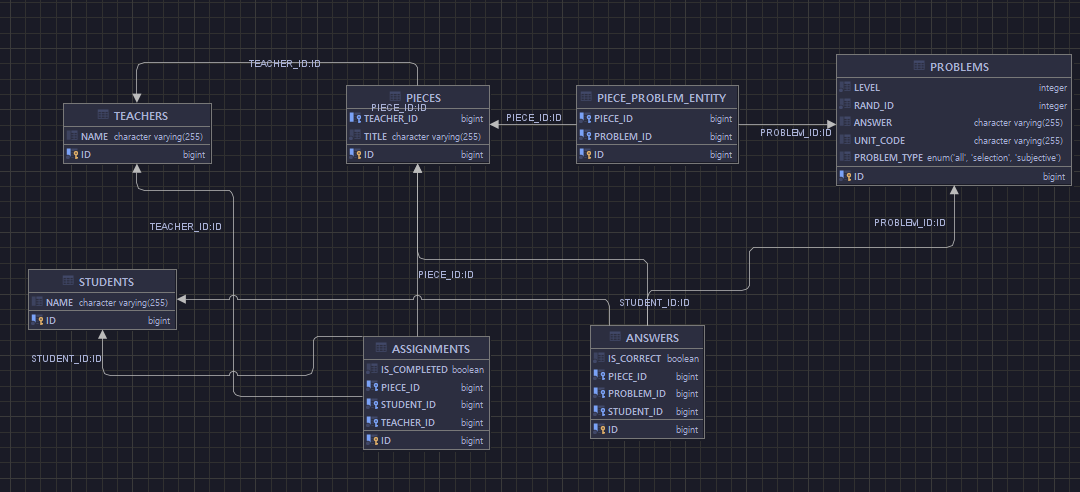 TEACHER_ID:ID
PROBLEMS
LEVEL integer
RAND_ID integer
ANSWER character varying(255)
UNIT_CODE character varying(255)
PROBLEM_TYPE enum('all', 'selection', 'subjective')
ID bigint
PIECES
PIECE_ID:ID
TEACHER_ID bigint
TITLE character varying(255)
ID bigint
PIECE_PROBLEM_ENTITY
PIECE_ID bigint
PROBLEM_ID bigint
ID bigint
PIECE_ID:ID
PROBLEM_ID:ID
TEACHERS
NAME character varying(255)
ID bigint
TEACHER_ID:ID
PROBLEM_ID:ID
STUDENTS
NAME character varying(255)
ID bigint
PIECE_ID:ID
STUDENT_ID:ID
STUDENT_ID:ID
ASSIGNMENTS
IS_COMPLETED boolean
PIECE_ID bigint
STUDENT_ID bigint
TEACHER_ID bigint
ID bigint
ANSWERS
IS_CORRECT boolean
PIECE_ID bigint
PROBLEM_ID bigint
STUDENT_ID bigint
ID bigint